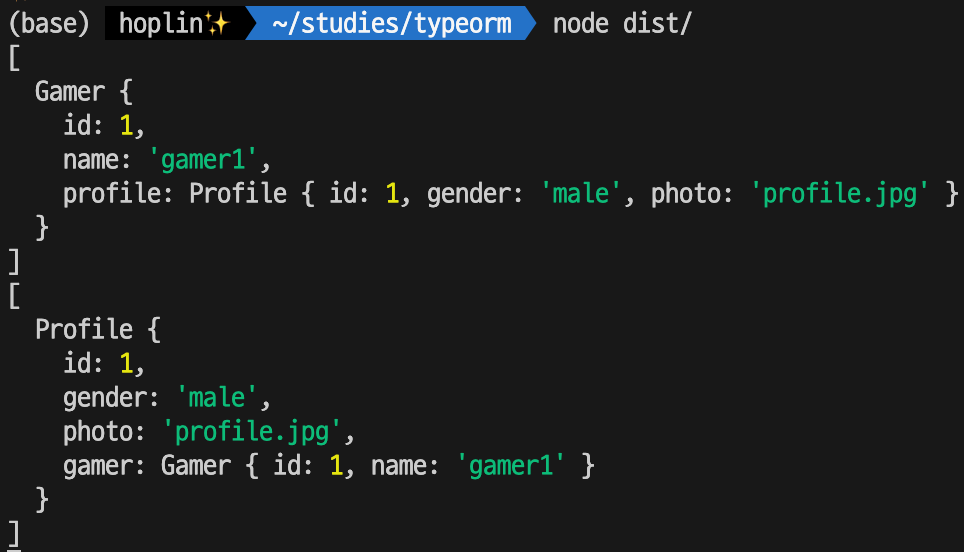 (base) hoplin✨ ~/studies/typeorm node dist/
[
  Gamer {
    id: 1,
    name: 'gamer1',
    profile: Profile { id: 1, gender: 'male', photo: 'profile.jpg' }
  }
]
[
  Profile {
    id: 1,
    gender: 'male',
    photo: 'profile.jpg',
    gamer: Gamer { id: 1, name: 'gamer1' }
  }
]